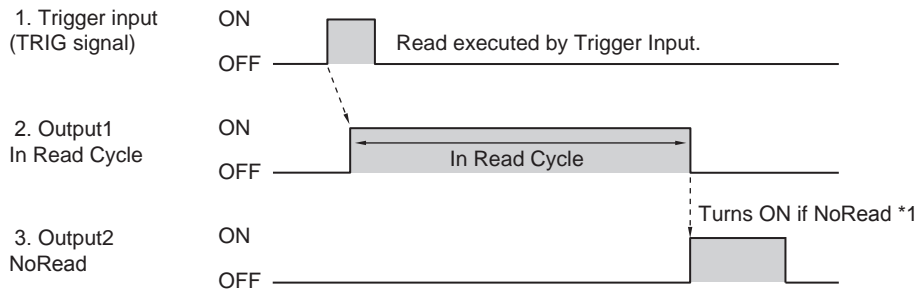 1. Trigger input
(TRIG signal)
ON
OFF
Read executed by Trigger Input.
2. Output1
In Read Cycle
ON
OFF
In Read Cycle
Turns ON if NoRead *1
3. Output2
NoRead
ON
OFF